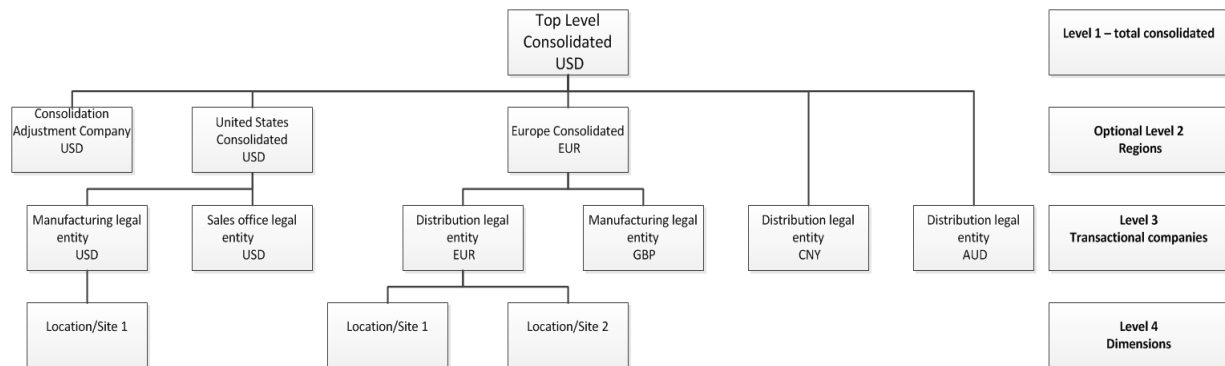 Top Level
Consolidated
USD
Level 1 – total consolidated
Consolidation
Adjustment Company
USD
United States
Consolidated
USD
Europe Consolidated
EUR
Optional Level 2
Regions
Manufacturing legal
entity
USD
Sales office legal
entity
USD
Distribution legal
entity
EUR
Manufacturing legal
entity
GBP
Distribution legal
entity
CNY
Distribution legal
entity
AUD
Level 3
Transactional companies
Location/Site 1
Location/Site 1
Location/Site 2
Level 4
Dimensions